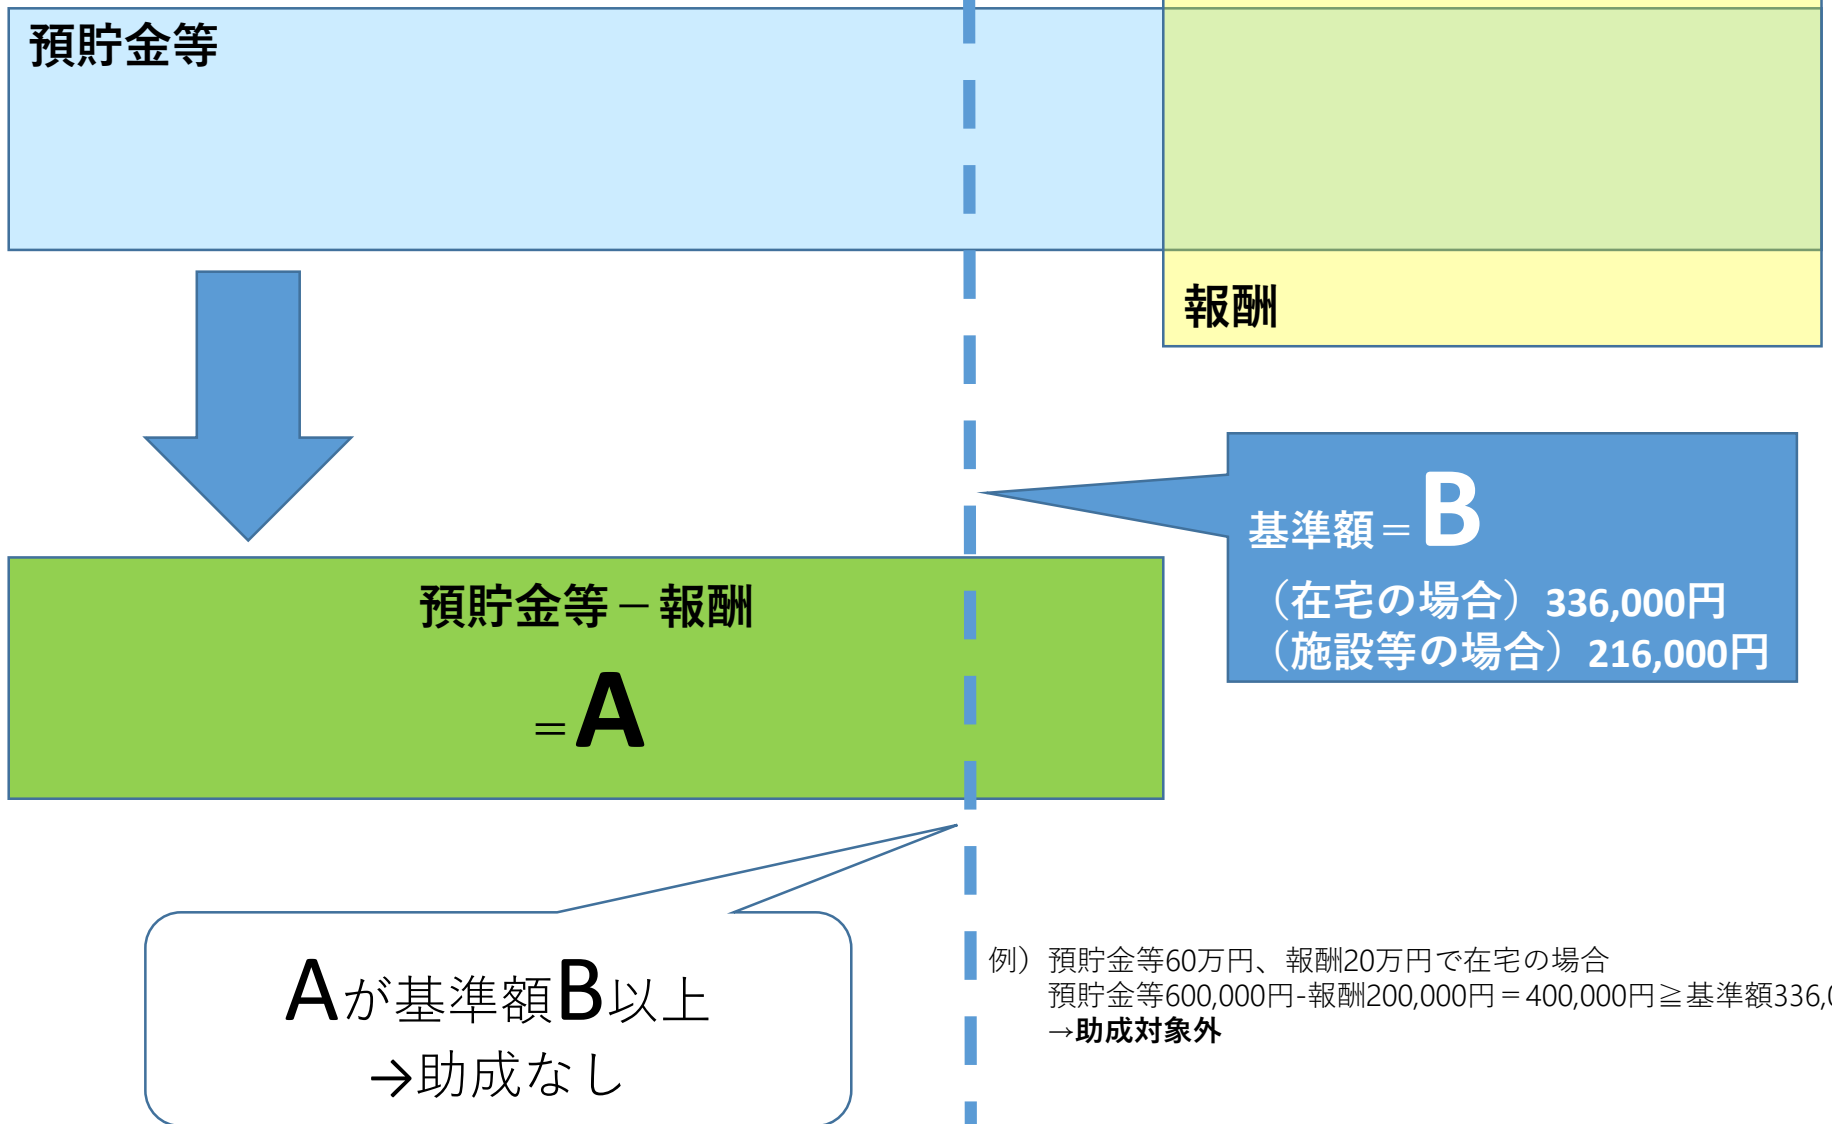 預貯金等
報酬
基準額＝B
（在宅の場合）336,000円
（施設等の場合）216,000円
預貯金等－報酬
＝A
Aが基準額B以上
→助成なし
例）預貯金等60万円、報酬20万円で在宅の場合
預貯金等600,000円-報酬200,000円＝400,000円≧基準額336,0
→助成対象外